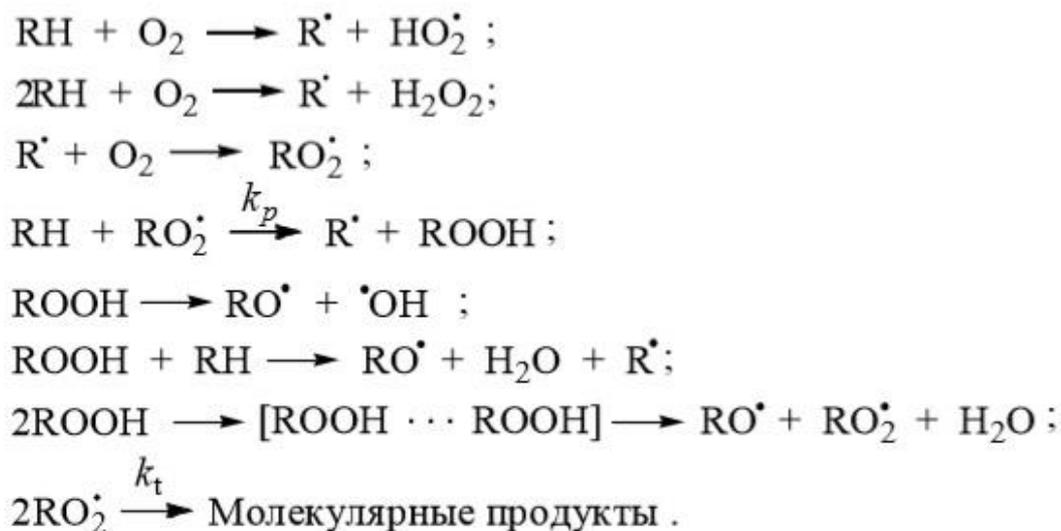 RH + O₂ → R• + HO₂• ;
2RH + O₂ → R• + H₂O₂;
R• + O₂ → RO₂• ;
RH + RO₂• →(kₚ) R• + ROOH ;
ROOH → RO• + •OH ;
ROOH + RH → RO• + H₂O + R•;
2ROOH → [ROOH ··· ROOH] → RO• + RO₂• + H₂O ;
2RO₂• →(kₜ) Молекулярные продукты .